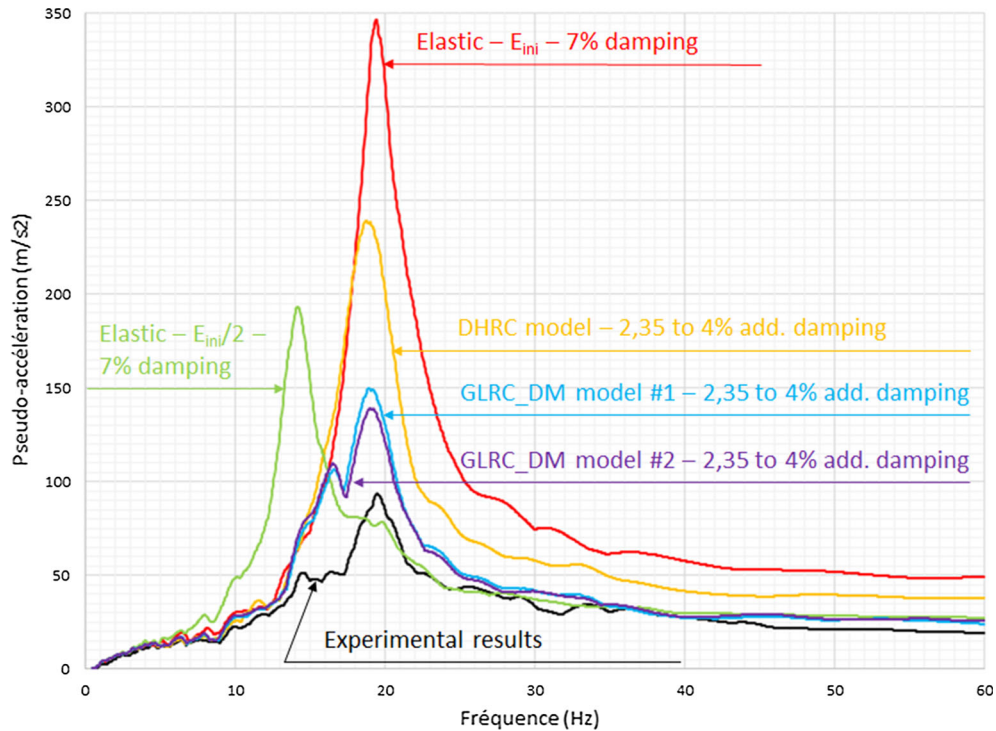 350
300
250
200
150
100
50
0
Pseudo-accélération (m/s2)
Elastic – Eini – 7% damping
Elastic – Eini/2 –
7% damping
DHRC model – 2,35 to 4% add. damping
GLRC_DM model #1 – 2,35 to 4% add. damping
GLRC_DM model #2 – 2,35 to 4% add. damping
Experimental results
0 10 20 30 40 50 60
Fréquence (Hz)